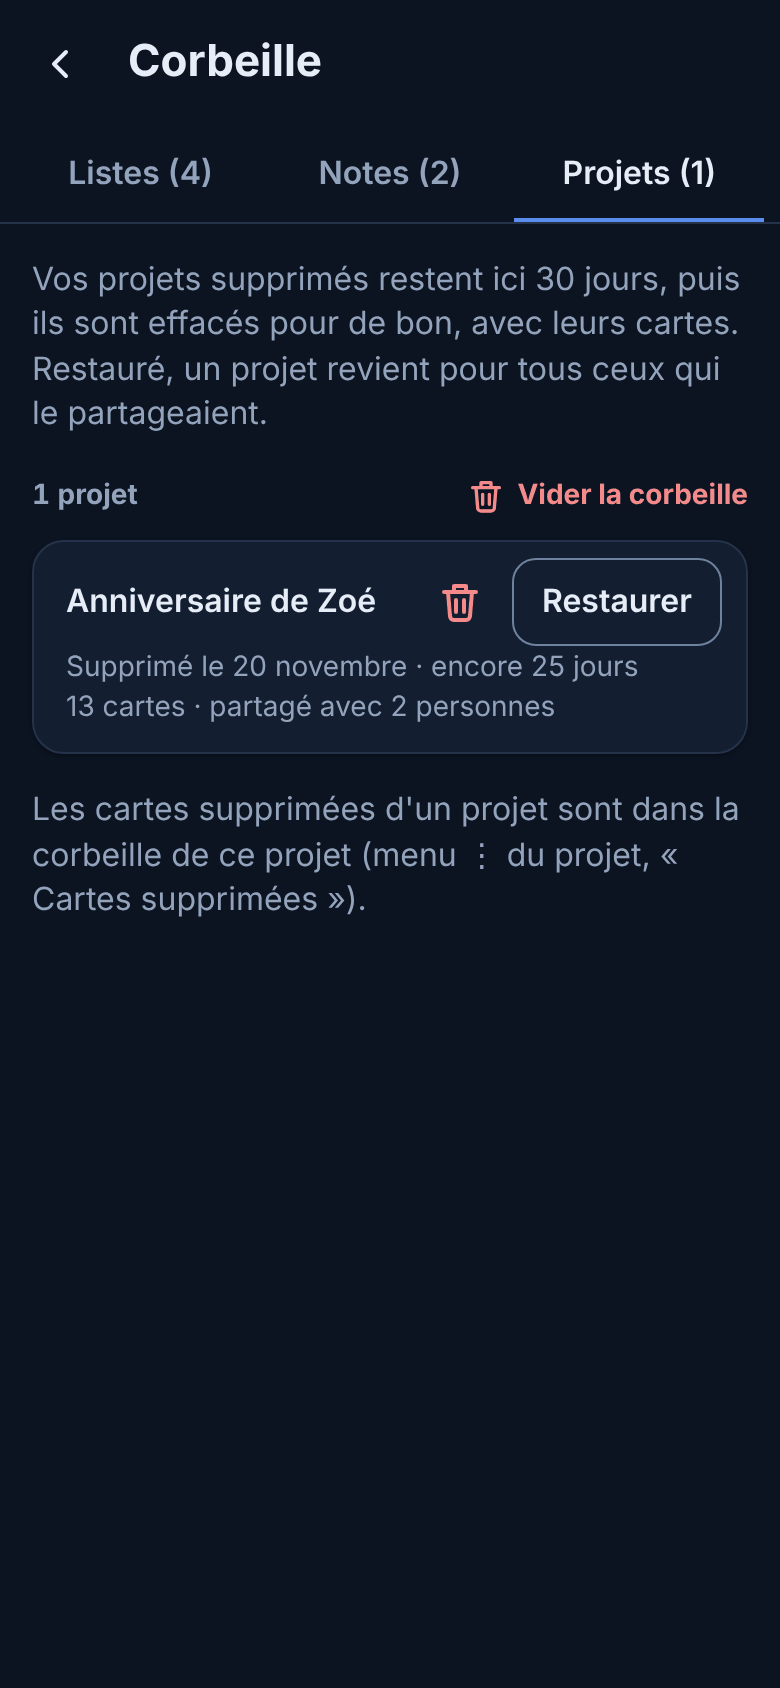 Corbeille
Listes (4) Notes (2) Projets (1)
Vos projets supprimés restent ici 30 jours, puis
ils sont effacés pour de bon, avec leurs cartes.
Restauré, un projet revient pour tous ceux qui
le partageaient.
1 projet Vider la corbeille
Anniversaire de Zoé Restaurer
Supprimé le 20 novembre · encore 25 jours
13 cartes · partagé avec 2 personnes
Les cartes supprimées d'un projet sont dans la
corbeille de ce projet (menu ⋮ du projet, «
Cartes supprimées »).